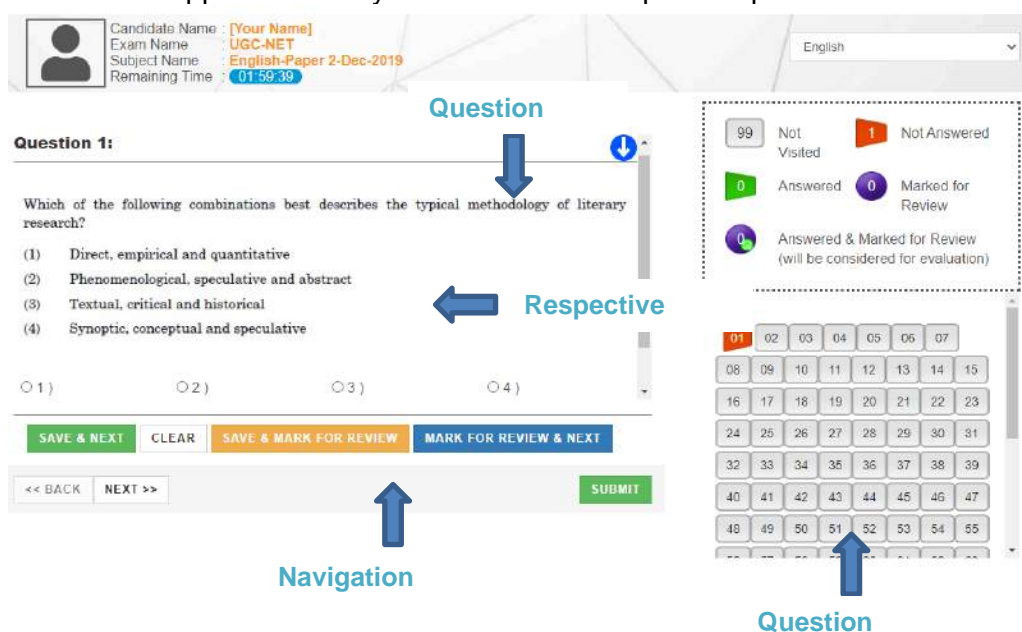 Candidate Name : [Your Name]
Exam Name : UGC-NET
Subject Name : English-Paper 2-Dec-2019
Remaining Time : 01:59:39
English
Question
Question 1:
Which of the following combinations best describes the typical methodology of literary
research?
(1) Direct, empirical and quantitative
(2) Phenomenological, speculative and abstract
(3) Textual, critical and historical
(4) Synoptic, conceptual and speculative
Respective
1 )
2 )
3 )
4 )
SAVE & NEXT
CLEAR
SAVE & MARK FOR REVIEW
MARK FOR REVIEW & NEXT
<< BACK
NEXT >>
SUBMIT
Navigation
99 Not
Visited
1 Not Answered
0 Answered
0 Marked for
Review
0 Answered & Marked for Review
(will be considered for evaluation)
01 02 03 04 05 06 07
08 09 10 11 12 13 14 15
16 17 18 19 20 21 22 23
24 25 26 27 28 29 30 31
32 33 34 35 36 37 38 39
40 41 42 43 44 45 46 47
48 49 50 51 52 53 54 55
Question